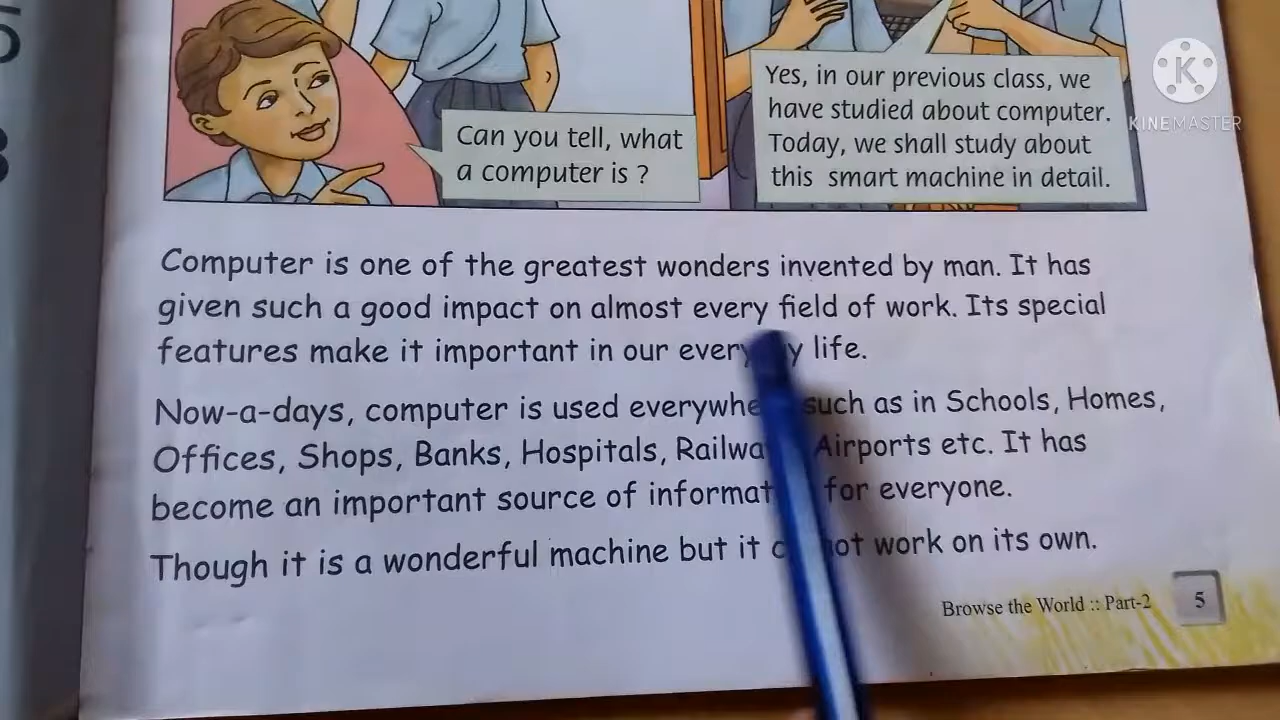 Yes, in our previous class, we
have studied about computer.
Today, we shall study about
this smart machine in detail.
Can you tell, what
a computer is ?
K
KINEMASTER
Computer is one of the greatest wonders invented by man. It has
given such a good impact on almost every field of work. Its special
features make it important in our life.
Now-a-days, computer is used such as in Schools, Homes,
Offices, Shops, Banks, Hospitals, Airports etc. It has
become an important source of for everyone.
Though it is a wonderful machine but it work on its own.
Browse the World :: Part-2 5